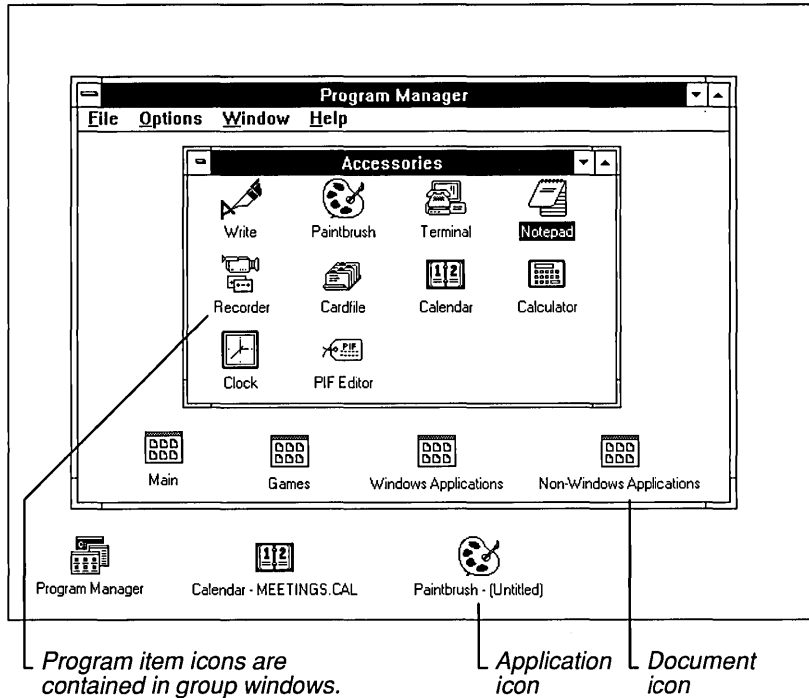 Program Manager
File Options Window Help
Accessories
Write Paintbrush Terminal Notepad
Recorder Cardfile Calendar Calculator
PIF
Clock PIF Editor
Main Games Windows Applications Non-Windows Applications
Program Manager Calendar - MEETINGS.CAL Paintbrush - (Untitled)
Program item icons are
contained in group windows.
Application
icon
Document
icon